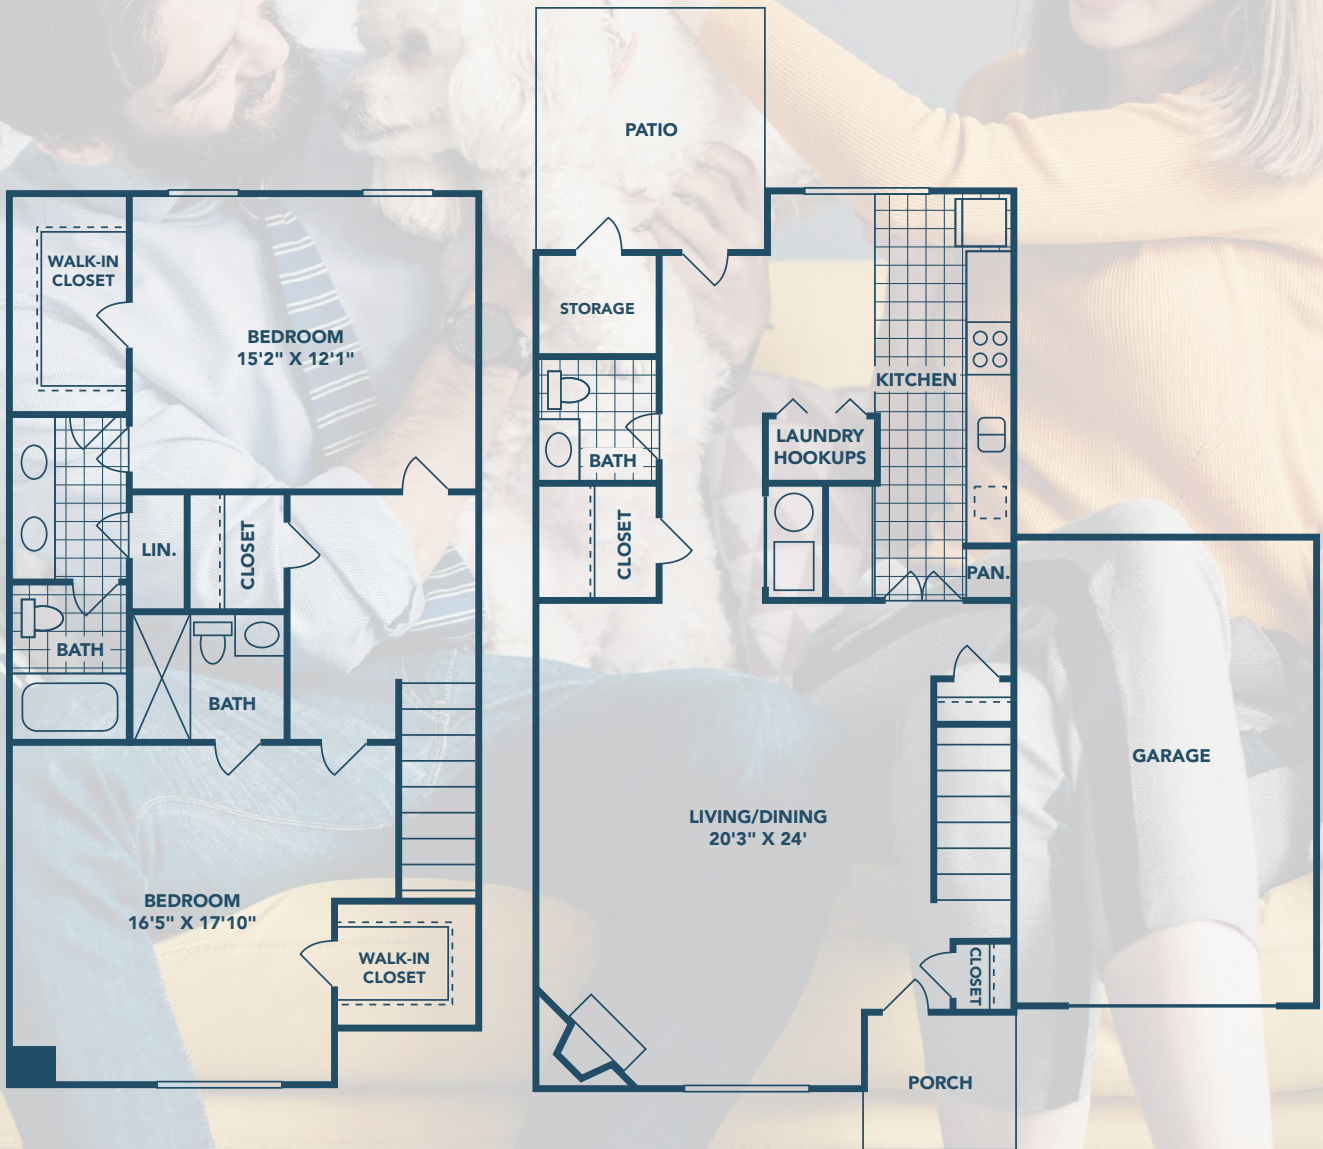 WALK-IN
CLOSET
BEDROOM
15'2" X 12'1"
LIN.
CLOSET
BATH
BATH
BEDROOM
16'5" X 17'10"
WALK-IN
CLOSET
PATIO
STORAGE
KITCHEN
LAUNDRY
HOOKUPS
BATH
CLOSET
PAN.
LIVING/DINING
20'3" X 24'
GARAGE
CLOSET
PORCH